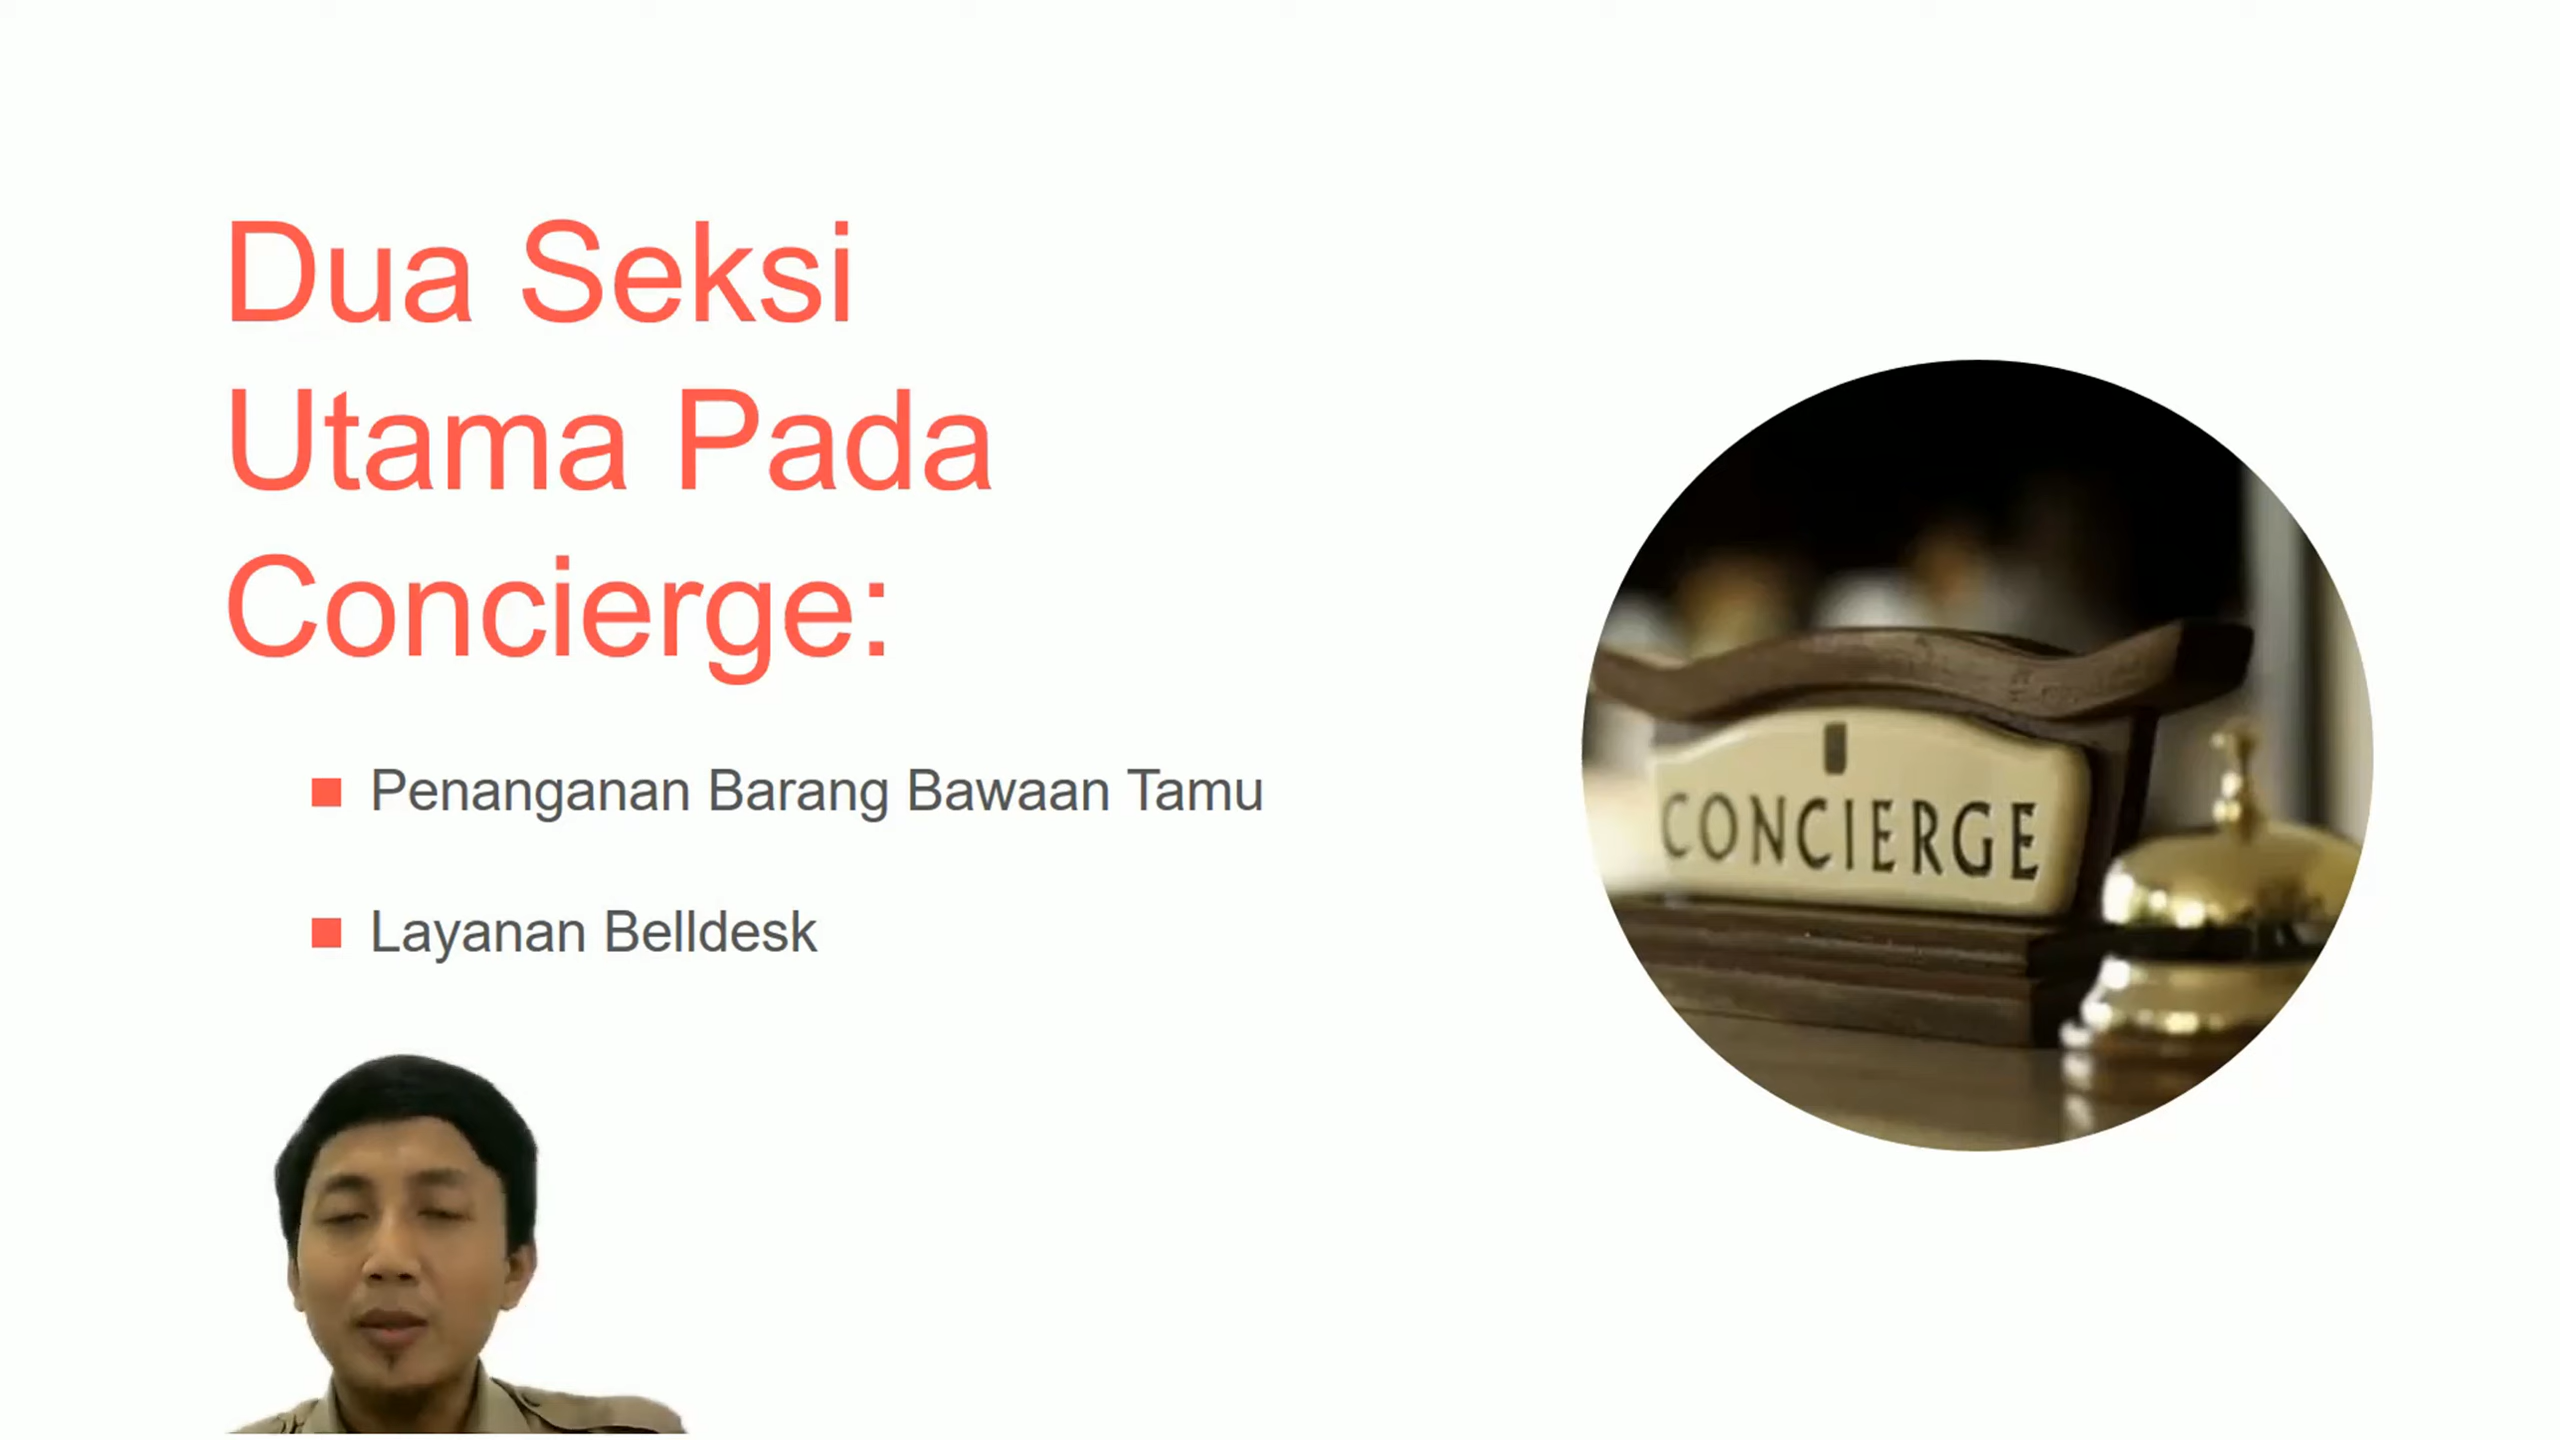 Dua Seksi
Utama Pada
Concierge:
Penanganan Barang Bawaan Tamu
Layanan Belldesk
CONCIERGE